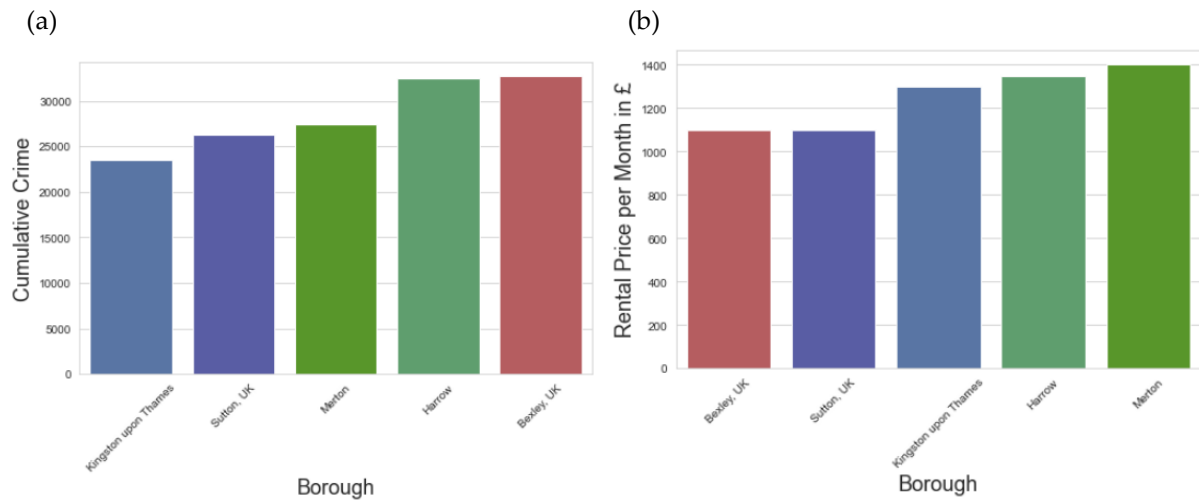 (a)
Cumulative Crime
30000
25000
20000
15000
10000
5000
0
Kingston upon Thames
Sutton, UK
Merton
Harrow
Bexley, UK
Borough
(b)
Rental Price per Month in £
1400
1200
1000
800
600
400
200
0
Bexley, UK
Sutton, UK
Kingston upon Thames
Harrow
Merton
Borough